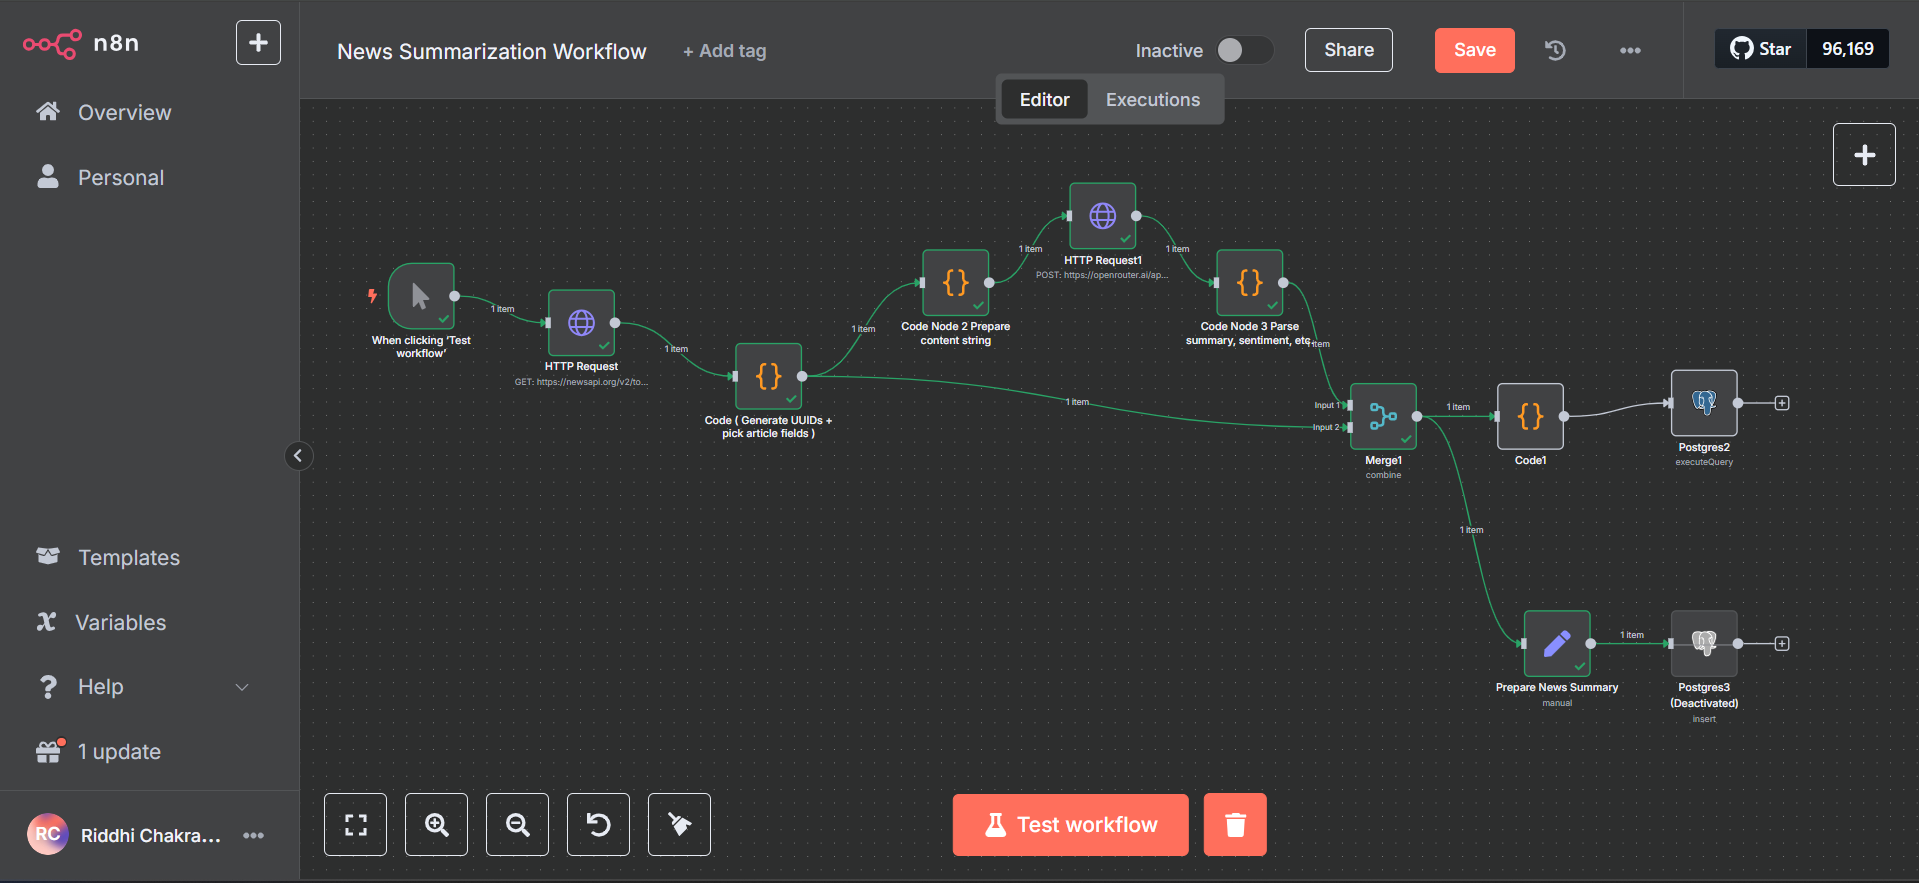 n8n
Overview
Personal
Templates
Variables
Help
1 update
RC
Riddhi Chakra...
News Summarization Workflow
+ Add tag
Inactive
Share
Save
Star
96,169
Editor
Executions
When clicking ‘Test
workflow’
1 item
HTTP Request
GET: https://newsapi.org/v2/to...
1 item
Code ( Generate UUIDs +
pick article fields )
1 item
1 item
Code Node 2 Prepare
content string
1 item
HTTP Request1
POST: https://openrouter.ai/ap...
1 item
Code Node 3 Parse
summary, sentiment, etc.
1 item
Input 1
Input 2
Merge1
combine
1 item
Code1
Postgres2
executeQuery
1 item
Prepare News Summary
manual
1 item
Postgres3
(Deactivated)
insert
Test workflow